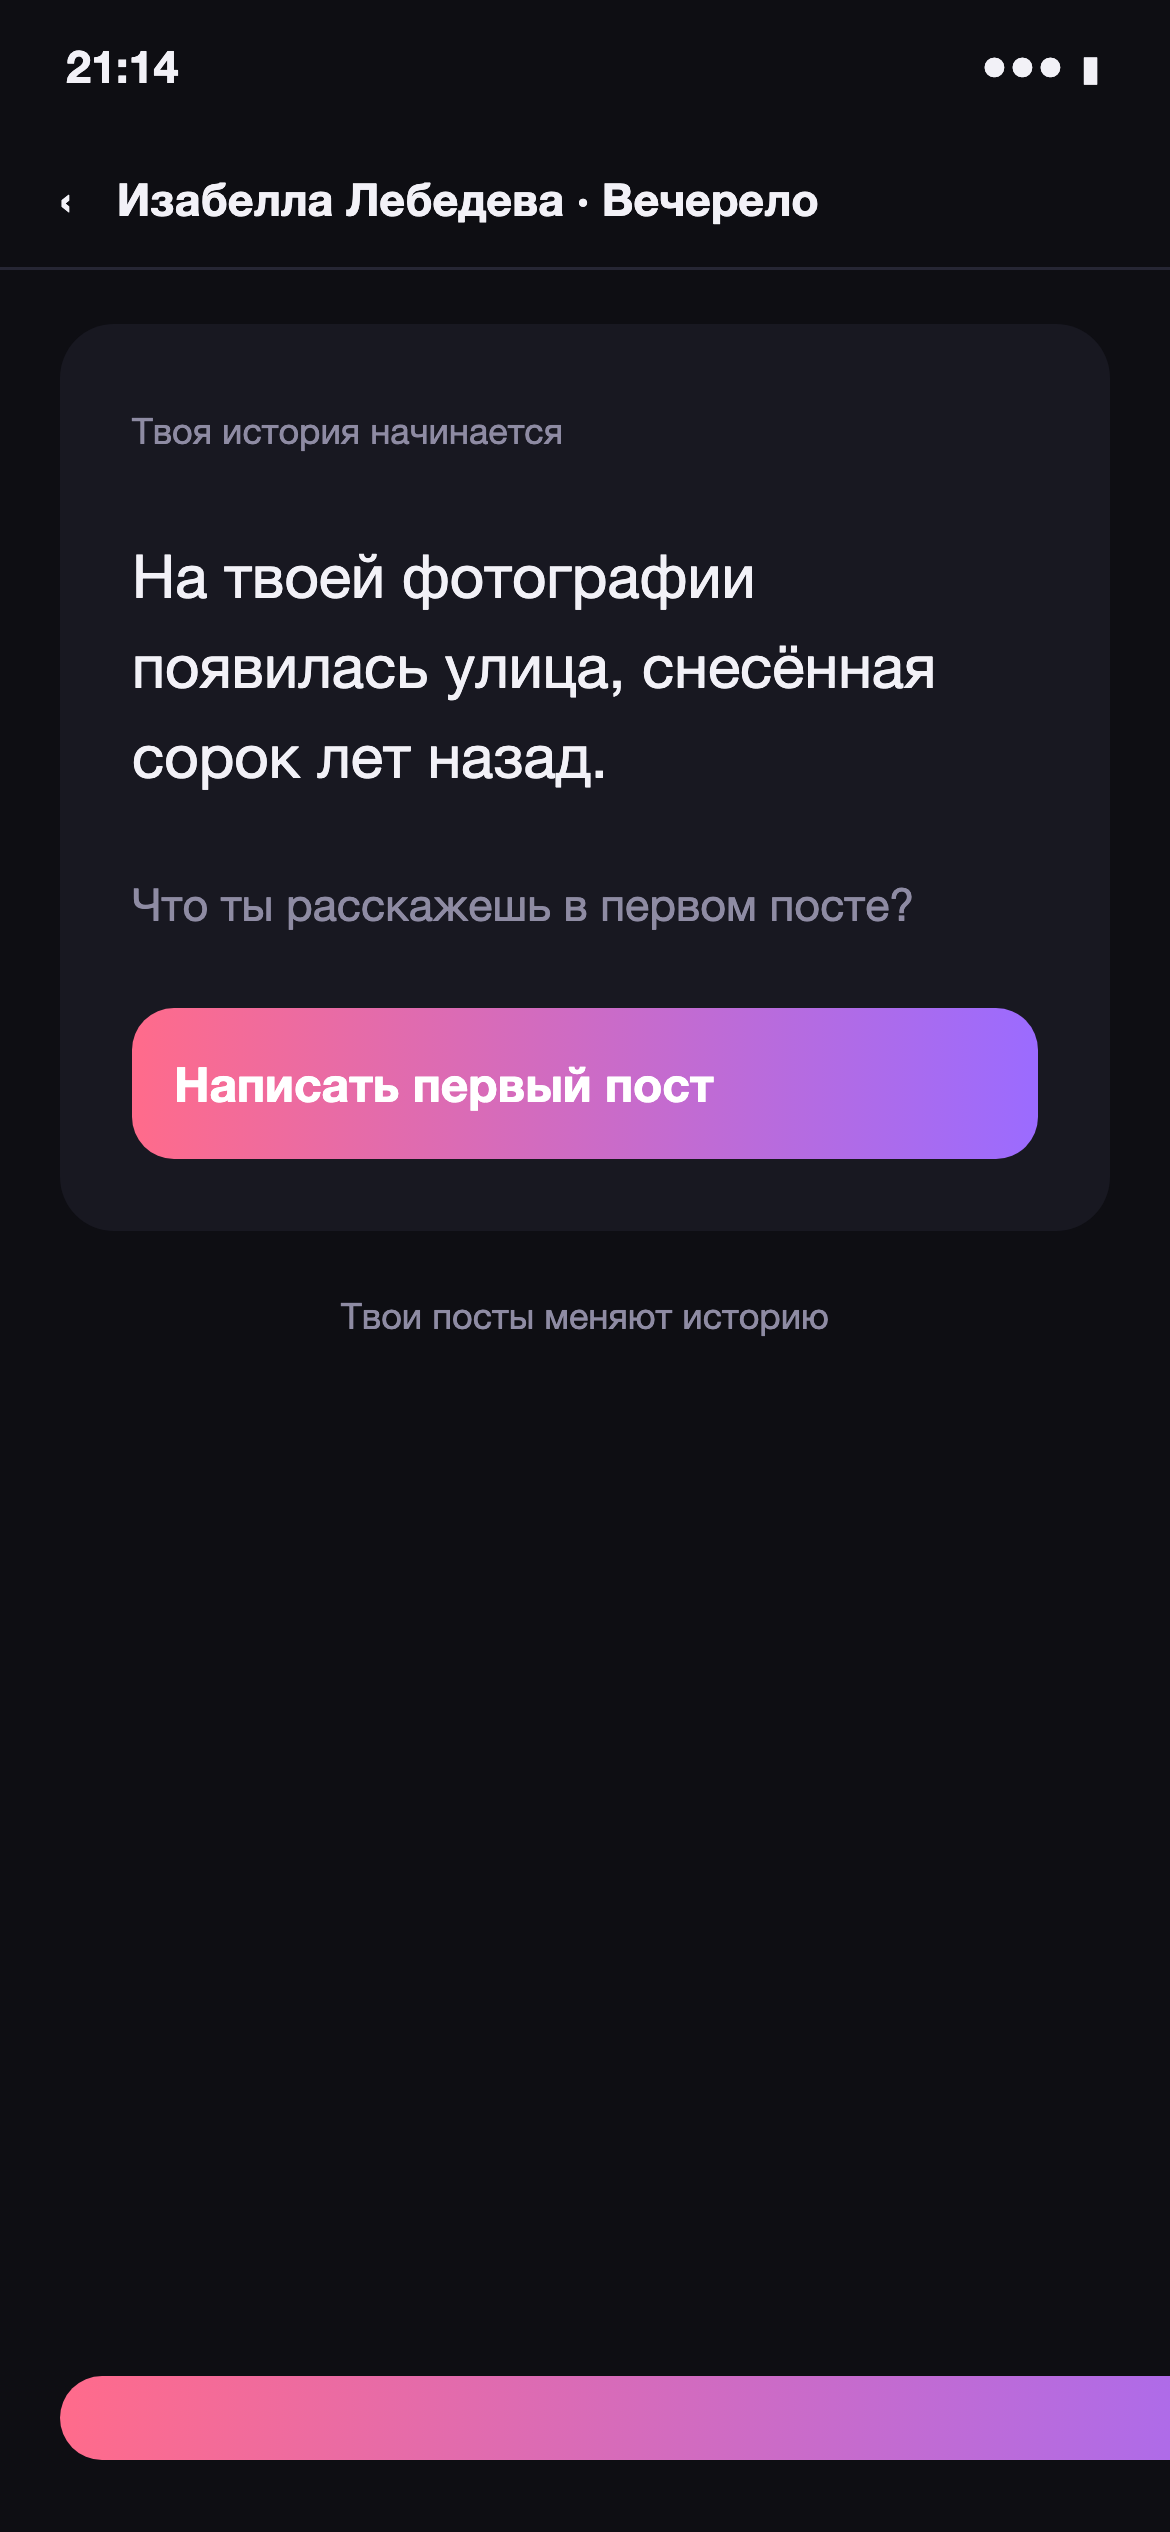 21:14
‹ Изабелла Лебедева · Вечерело
Твоя история начинается
На твоей фотографии
появилась улица, снесённая
сорок лет назад.
Что ты расскажешь в первом посте?
Написать первый пост
Твои посты меняют историю